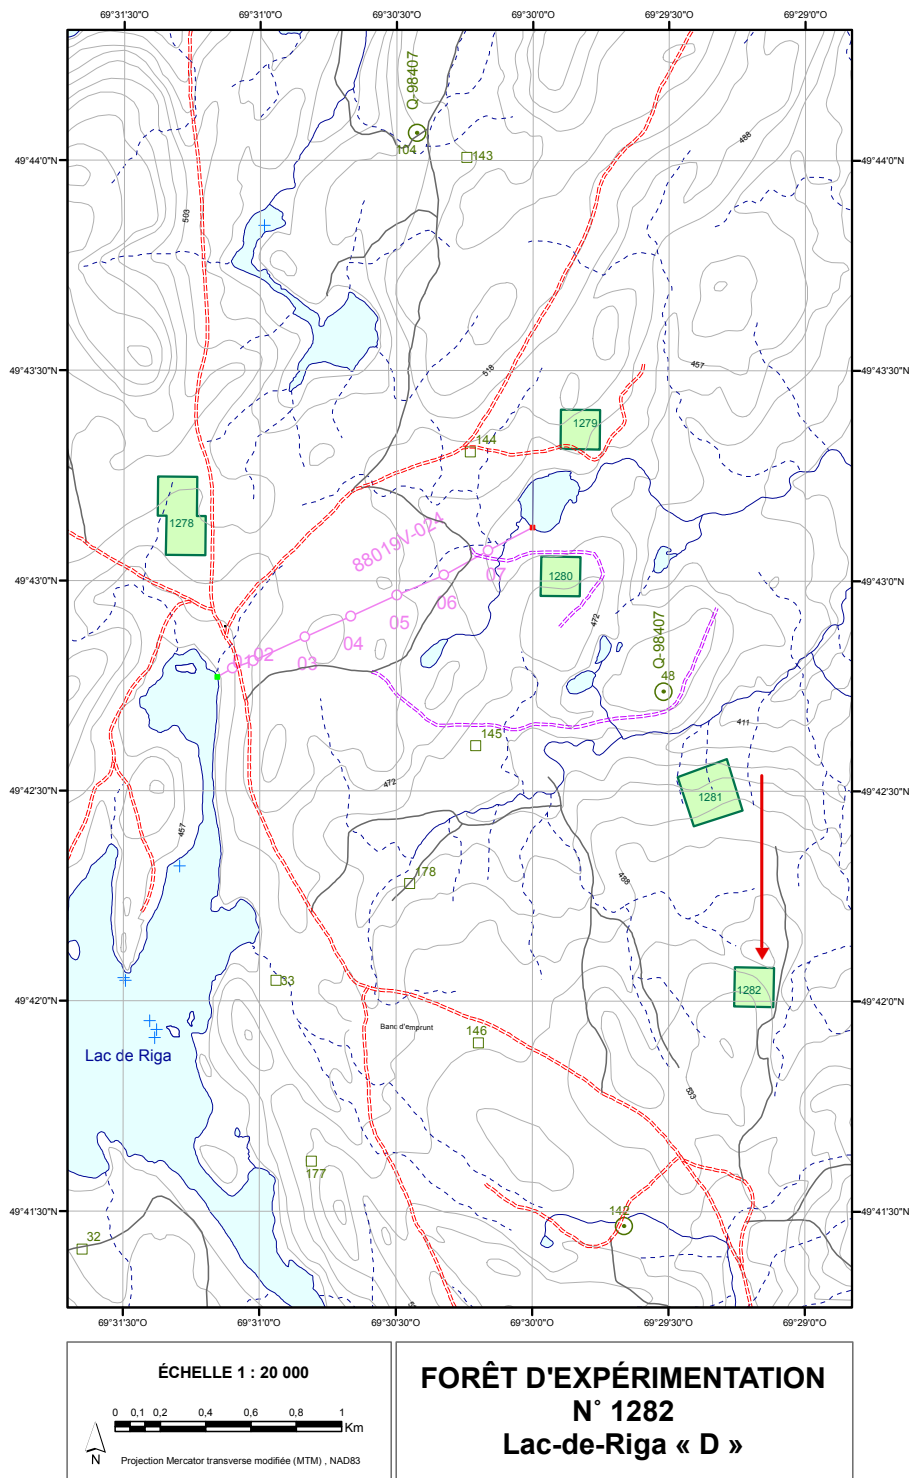 69°31'30"O
69°31'0"O
69°30'30"O
69°30'0"O
69°29'30"O
69°29'0"O
Q-98407
488
104
143
49°44'0"N
49°44'0"N
503
457
518
49°43'30"N
49°43'30"N
1279
144
1278
88019V-024
49°43'0"N
49°43'0"N
07
1280
06
05
472
04
Q-98407
02
03
48
411
145
472
49°42'30"N
49°42'30"N
1281
457
178
488
33
1282
49°42'0"N
49°42'0"N
Banc d'emprunt
146
Lac de Riga
503
177
142
49°41'30"N
49°41'30"N
32
69°31'30"O
69°31'0"O
69°30'30"O
69°30'0"O
69°29'30"O
69°29'0"O
ÉCHELLE 1 : 20 000
0 0,1 0,2 0,4 0,6 0,8 1
Km
N
Projection Mercator transverse modifiée (MTM) , NAD83
FORÊT D'EXPÉRIMENTATION
N° 1282
Lac-de-Riga « D »